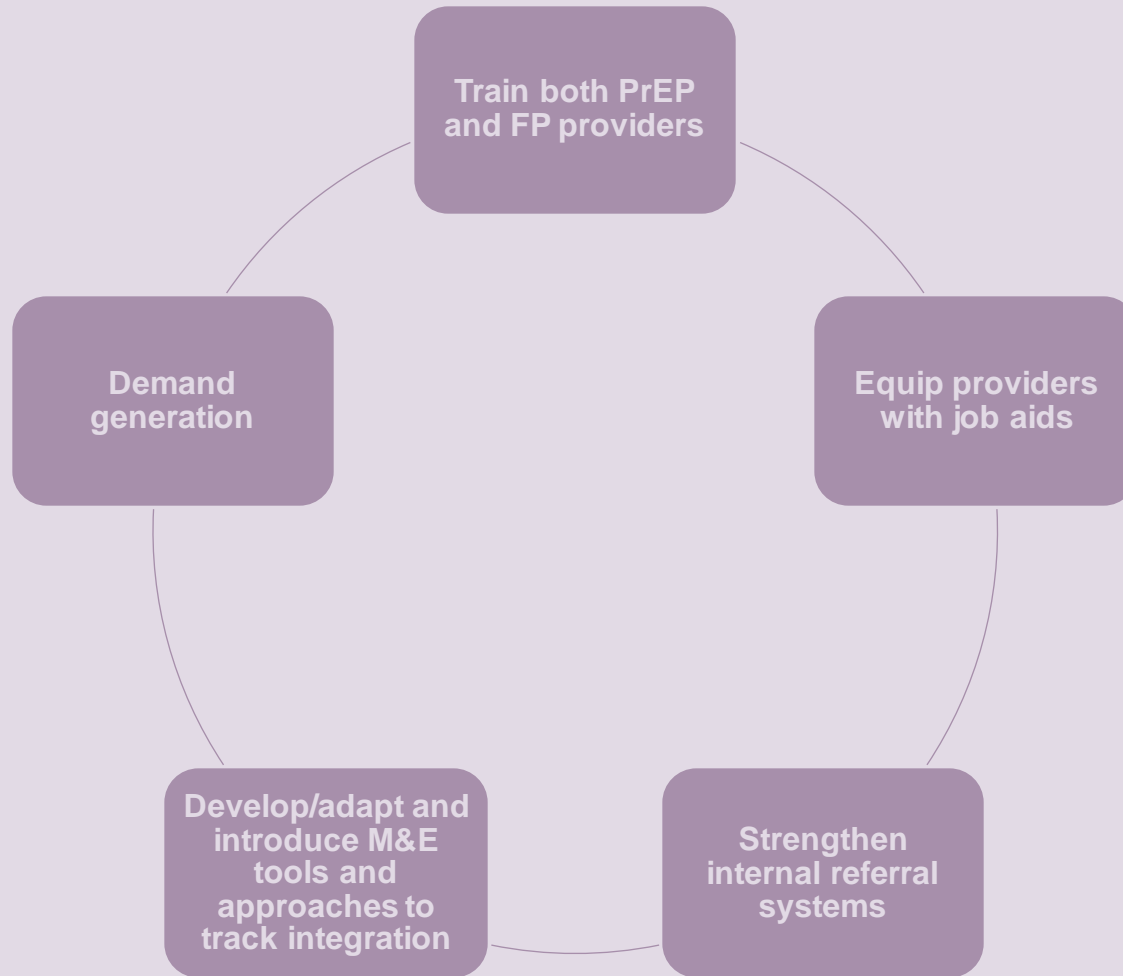 Train both PrEP
and FP providers
Demand
generation
Equip providers
with job aids
Develop/adapt and
introduce M&E
tools and
approaches to
track integration
Strengthen
internal referral
systems